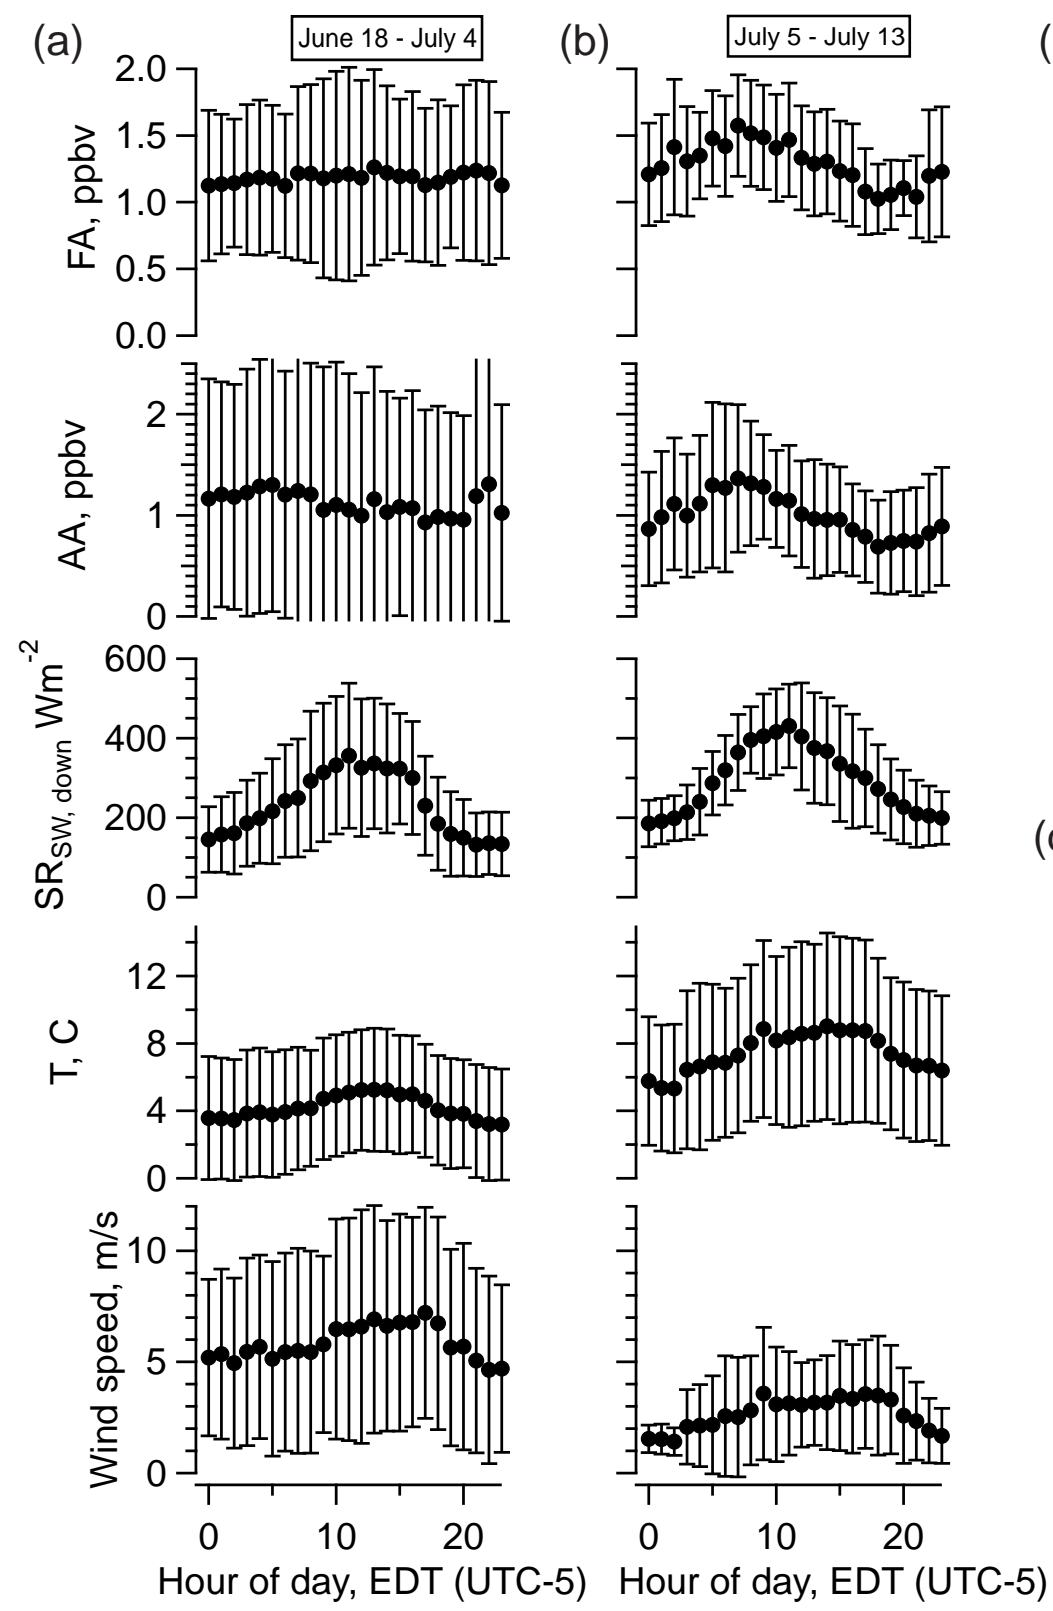 (a)
June 18 - July 4
(b)
July 5 - July 13
(
FA, ppbv
2.0
1.5
1.0
0.5
0.0
AA, ppbv
2
1
0
SR_SW, down Wm^-2
600
400
200
0
(c
T, C
12
8
4
0
Wind speed, m/s
10
5
0
0 10 20
0 10 20
Hour of day, EDT (UTC-5)
Hour of day, EDT (UTC-5)